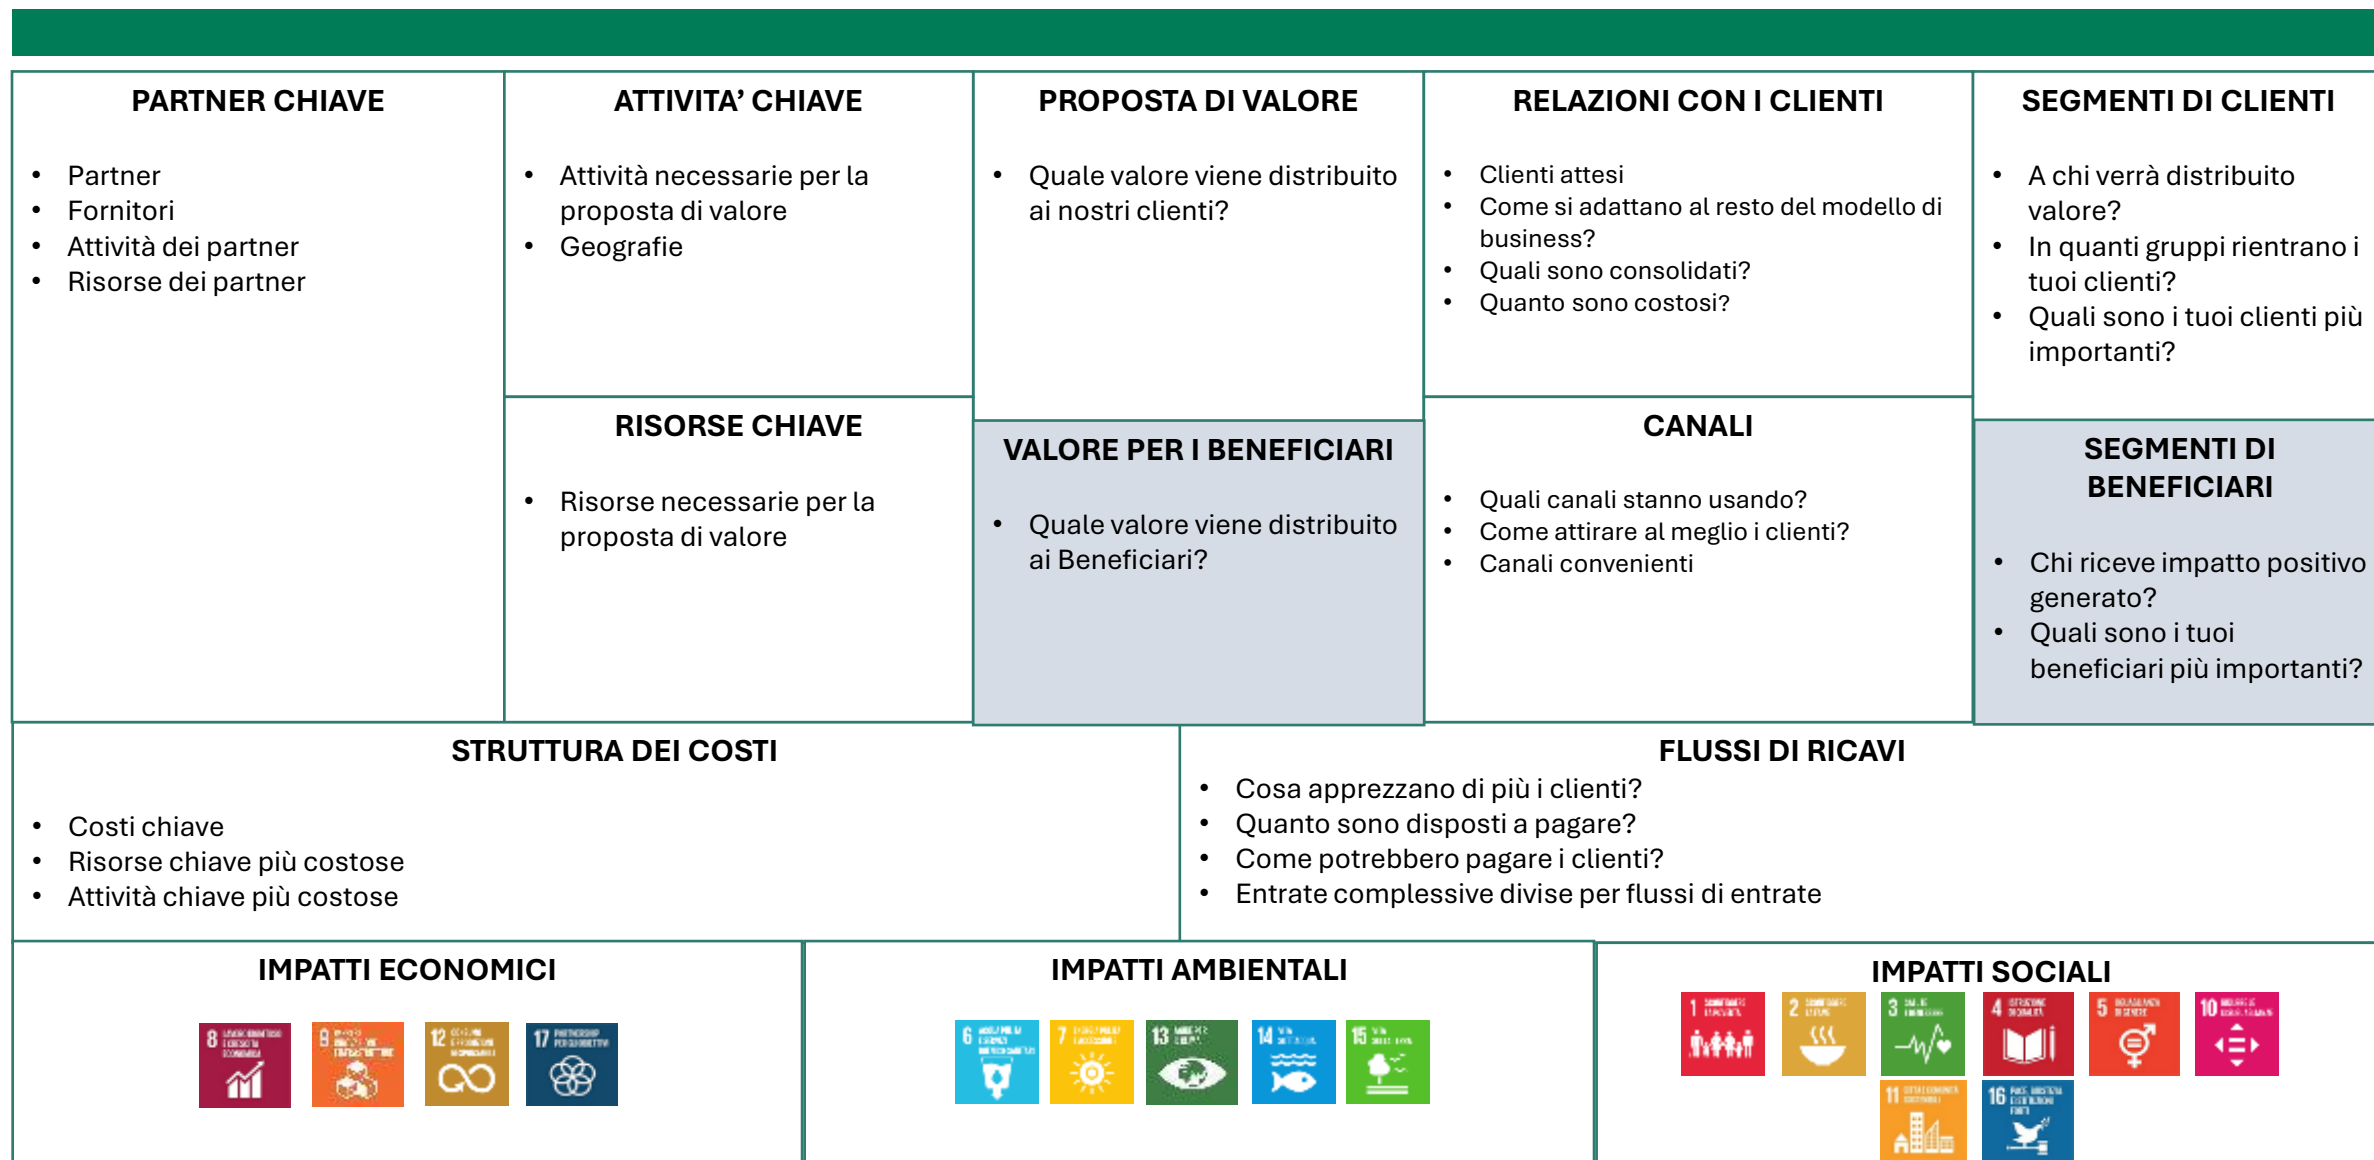 PARTNER CHIAVE
• Partner
• Fornitori
• Attività dei partner
• Risorse dei partner
ATTIVITA’ CHIAVE
• Attività necessarie per la
proposta di valore
• Geografie
RISORSE CHIAVE
• Risorse necessarie per la
proposta di valore
PROPOSTA DI VALORE
• Quale valore viene distribuito
ai nostri clienti?
VALORE PER I BENEFICIARI
• Quale valore viene distribuito
ai Beneficiari?
RELAZIONI CON I CLIENTI
• Clienti attesi
• Come si adattano al resto del modello di
business?
• Quali sono consolidati?
• Quanto sono costosi?
CANALI
• Quali canali stanno usando?
• Come attirare al meglio i clienti?
• Canali convenienti
SEGMENTI DI CLIENTI
• A chi verrà distribuito
valore?
• In quanti gruppi rientrano i
tuoi clienti?
• Quali sono i tuoi clienti più
importanti?
SEGMENTI DI
BENEFICIARI
• Chi riceve impatto positivo
generato?
• Quali sono i tuoi
beneficiari più importanti?
STRUTTURA DEI COSTI
• Costi chiave
• Risorse chiave più costose
• Attività chiave più costose
FLUSSI DI RICAVI
• Cosa apprezzano di più i clienti?
• Quanto sono disposti a pagare?
• Come potrebbero pagare i clienti?
• Entrate complessive divise per flussi di entrate
IMPATTI ECONOMICI
8
9
12
17
IMPATTI AMBIENTALI
6
7
13
14
15
IMPATTI SOCIALI
1
2
3
4
5
10
11
16